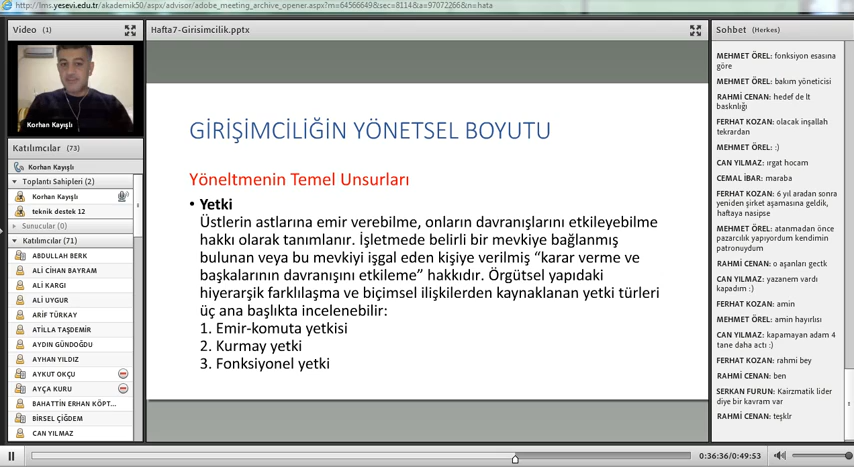 http://lms.yesevi.edu.tr/akademik50/aspx/advisor/adobe_meeting_archive_opener.aspx?m=64566649&sec=8114&a=97072266&n=hata
Video (1)
Korhan Kayışlı
Katılımcılar (73)
Korhan Kayışlı
Toplantı Sahipleri (2)
Korhan Kayışlı
teknik destek 12
Sunucular (0)
Katılımcılar (71)
ABDULLAH BERK
ALİ CİHAN BAYRAM
ALİ KARGI
ALİ UYGUR
ARİF TÜRKAY
ATİLLA TAŞDEMİR
AYDIN GÜNDOĞDU
AYHAN YILDIZ
AYKUT OKÇU
AYÇA KURU
BAHATTİN ERHAN KÖPT...
BİRSEL ÇİĞDEM
CAN YILMAZ
Hafta7-Girisimcilik.pptx
GİRİŞİMCİLİĞİN YÖNETSEL BOYUTU
Yöneltmenin Temel Unsurları
• Yetki
Üstlerin astlarına emir verebilme, onların davranışlarını etkileyebilme
hakkı olarak tanımlanır. İşletmede belirli bir mevkiye bağlanmış
bulunan veya bu mevkiyi işgal eden kişiye verilmiş “karar verme ve
başkalarının davranışını etkileme” hakkıdır. Örgütsel yapıdaki
hiyerarşik farklılaşma ve biçimsel ilişkilerden kaynaklanan yetki türleri
üç ana başlıkta incelenebilir:
1. Emir-komuta yetkisi
2. Kurmay yetki
3. Fonksiyonel yetki
Sohbet (Herkes)
MEHMET ÖREL: fonksiyon esasına
göre
MEHMET ÖREL: bakım yöneticisi
RAHMİ CENAN: hedef de lt
basknlığı
FERHAT KOZAN: olacak inşallah
tekrardan
MEHMET ÖREL: :)
CAN YILMAZ: ırgat hocam
CEMAL İBAR: maraba
FERHAT KOZAN: 6 yıl aradan sonra
yeniden şirket aşamasına geldik,
haftaya nasipse
MEHMET ÖREL: atanmadan önce
pazarcılık yapıyordum kendimin
patronuydum
RAHMİ CENAN: o aşanları gectk
CAN YILMAZ: yazanem vardı
kapadım :)
FERHAT KOZAN: amin
MEHMET ÖREL: amin hayırlısı
CAN YILMAZ: kapamayan adam 4
tane daha actı :)
FERHAT KOZAN: rahmi bey
RAHMİ CENAN: ben
SERKAN FURUN: Kairzmatik lider
diye bir kavram var
RAHMİ CENAN: teşklr
0:36:36/0:49:53